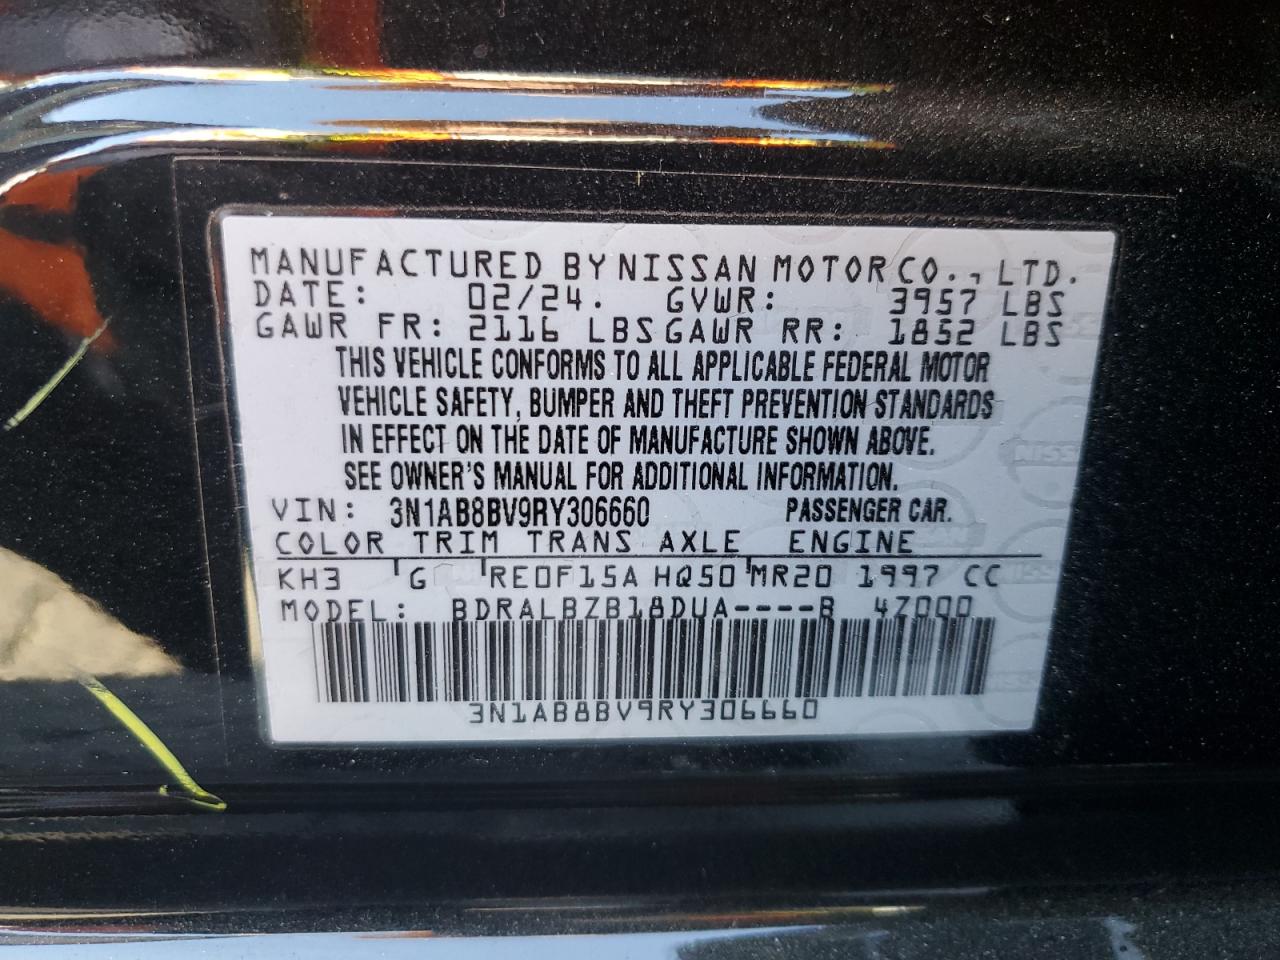 MANUFACTURED BY NISSAN MOTOR CO., LTD.
DATE: 02/24. GVWR: 3957 LBS
GAWR FR: 2116 LBS GAWR RR: 1852 LBS
THIS VEHICLE CONFORMS TO ALL APPLICABLE FEDERAL MOTOR
VEHICLE SAFETY, BUMPER AND THEFT PREVENTION STANDARDS
IN EFFECT ON THE DATE OF MANUFACTURE SHOWN ABOVE.
SEE OWNER'S MANUAL FOR ADDITIONAL INFORMATION.
VIN: 3N1AB8BV9RY306660 PASSENGER CAR.
COLOR TRIM TRANS AXLE ENGINE
KH3 'G 'RE0F15A HQ50'MR20 1997 CC
MODEL: BDRALBZB18DUA----B 4Z000
3N1AB8BV9RY306660